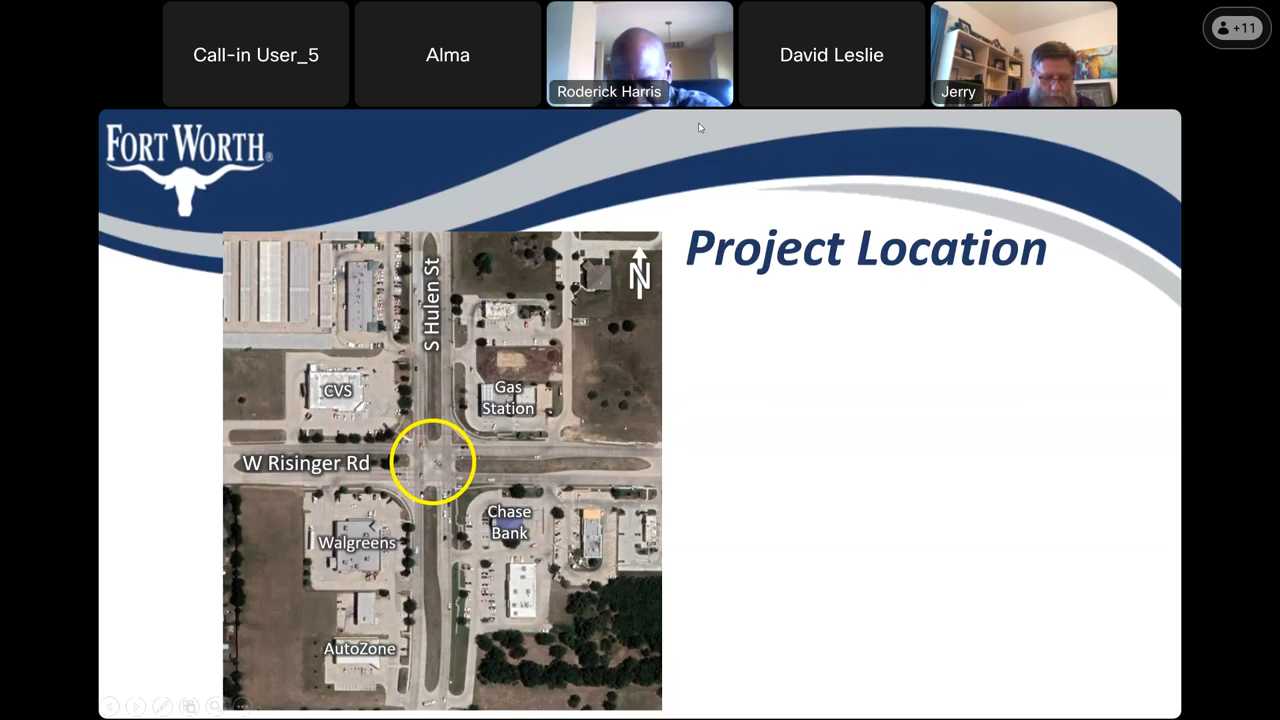 Call-in User_5
Alma
Roderick Harris
David Leslie
Jerry
+11
FORT WORTH®
Project Location
N
S Hulen St
CVS
Gas
Station
W Risinger Rd
Chase
Bank
Walgreens
AutoZone